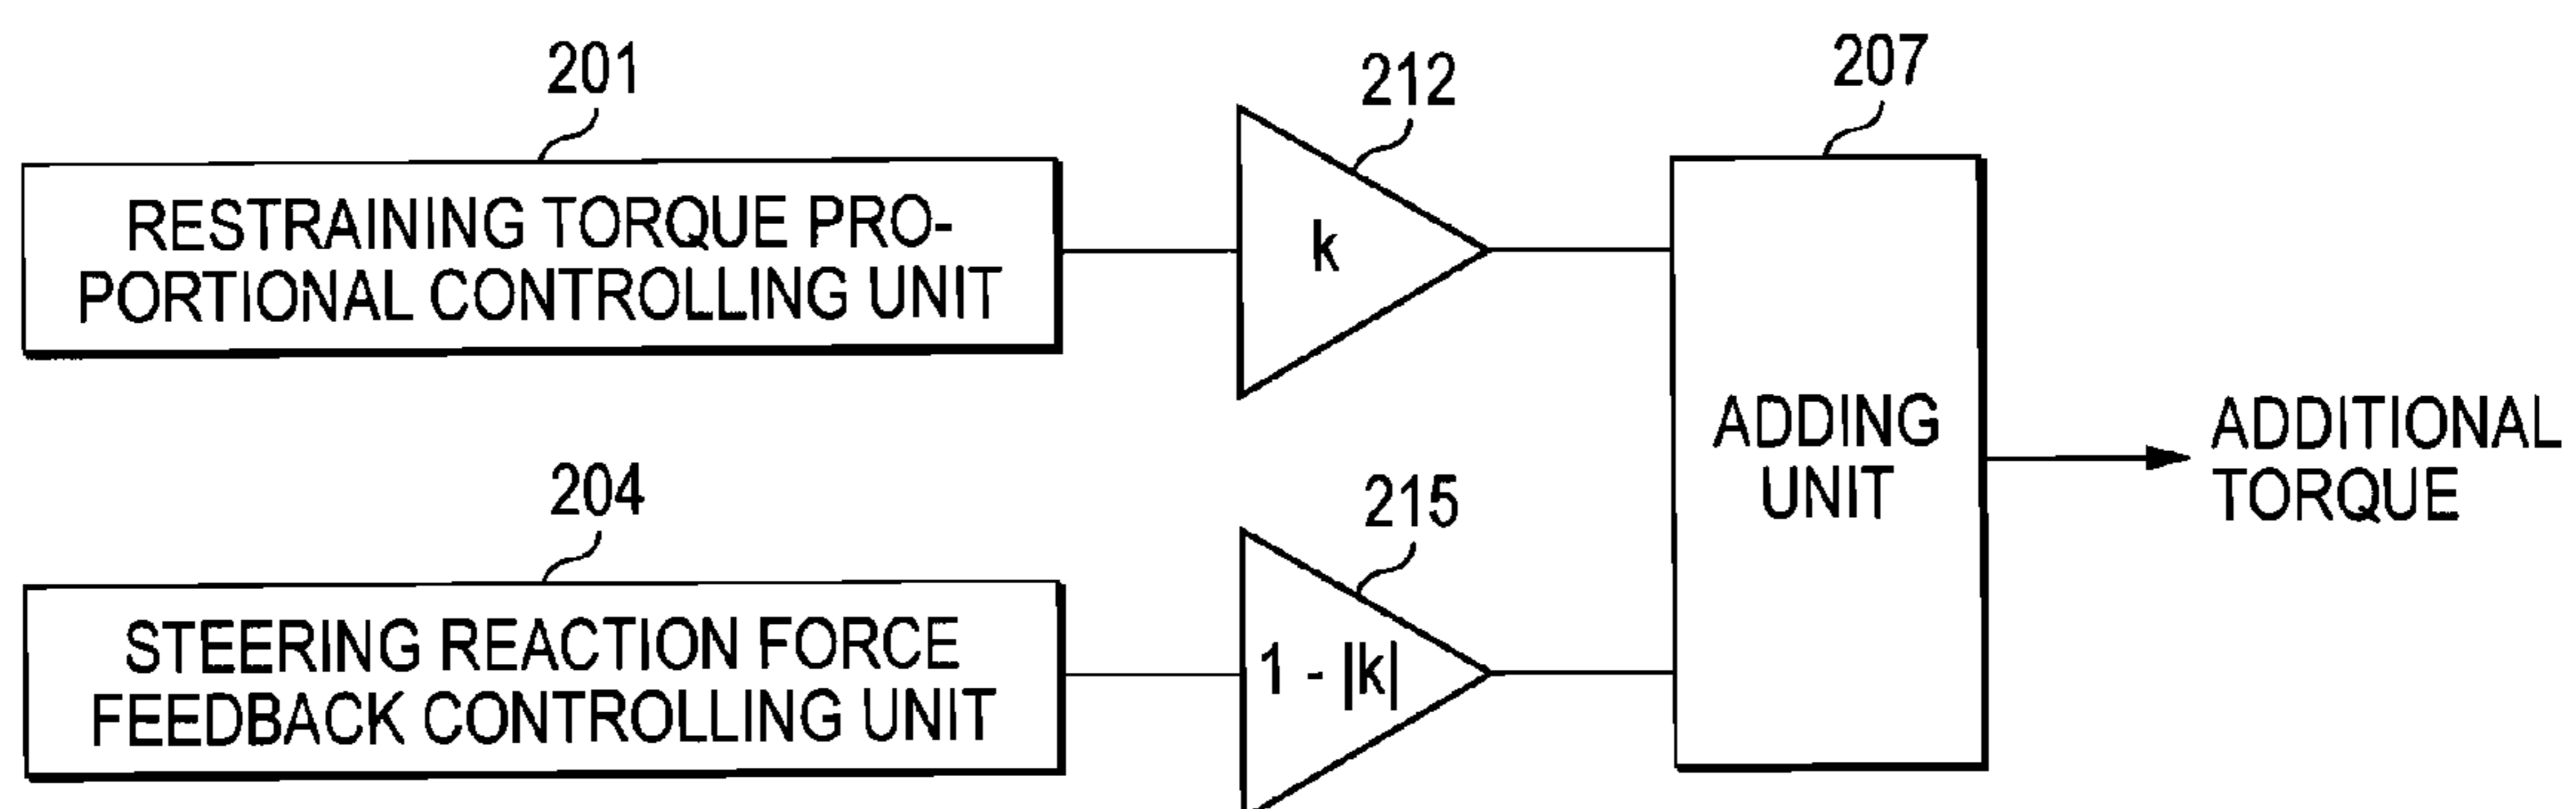 201
RESTRAINING TORQUE PRO-
PORTIONAL CONTROLLING UNIT
212
k
207
ADDING
UNIT
ADDITIONAL
TORQUE
204
STEERING REACTION FORCE
FEEDBACK CONTROLLING UNIT
215
1 - |k|